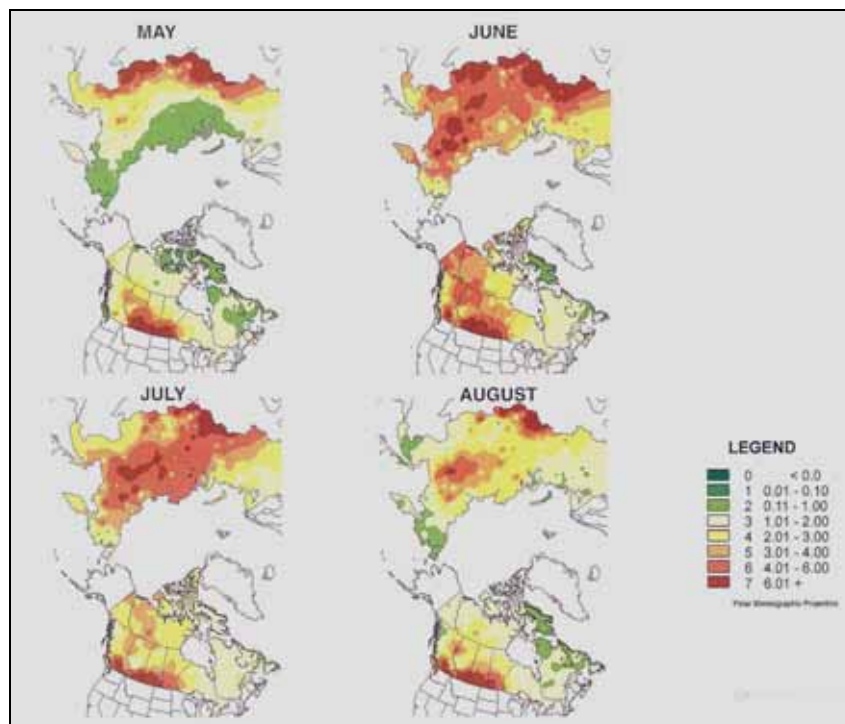 MAY
JUNE
JULY
AUGUST
LEGEND
0 < 0.0
1 0.01 - 0.10
2 0.11 - 1.00
3 1.01 - 2.00
4 2.01 - 3.00
5 3.01 - 4.00
6 4.01 - 6.00
7 6.01 +
Polar Stereographic Projection